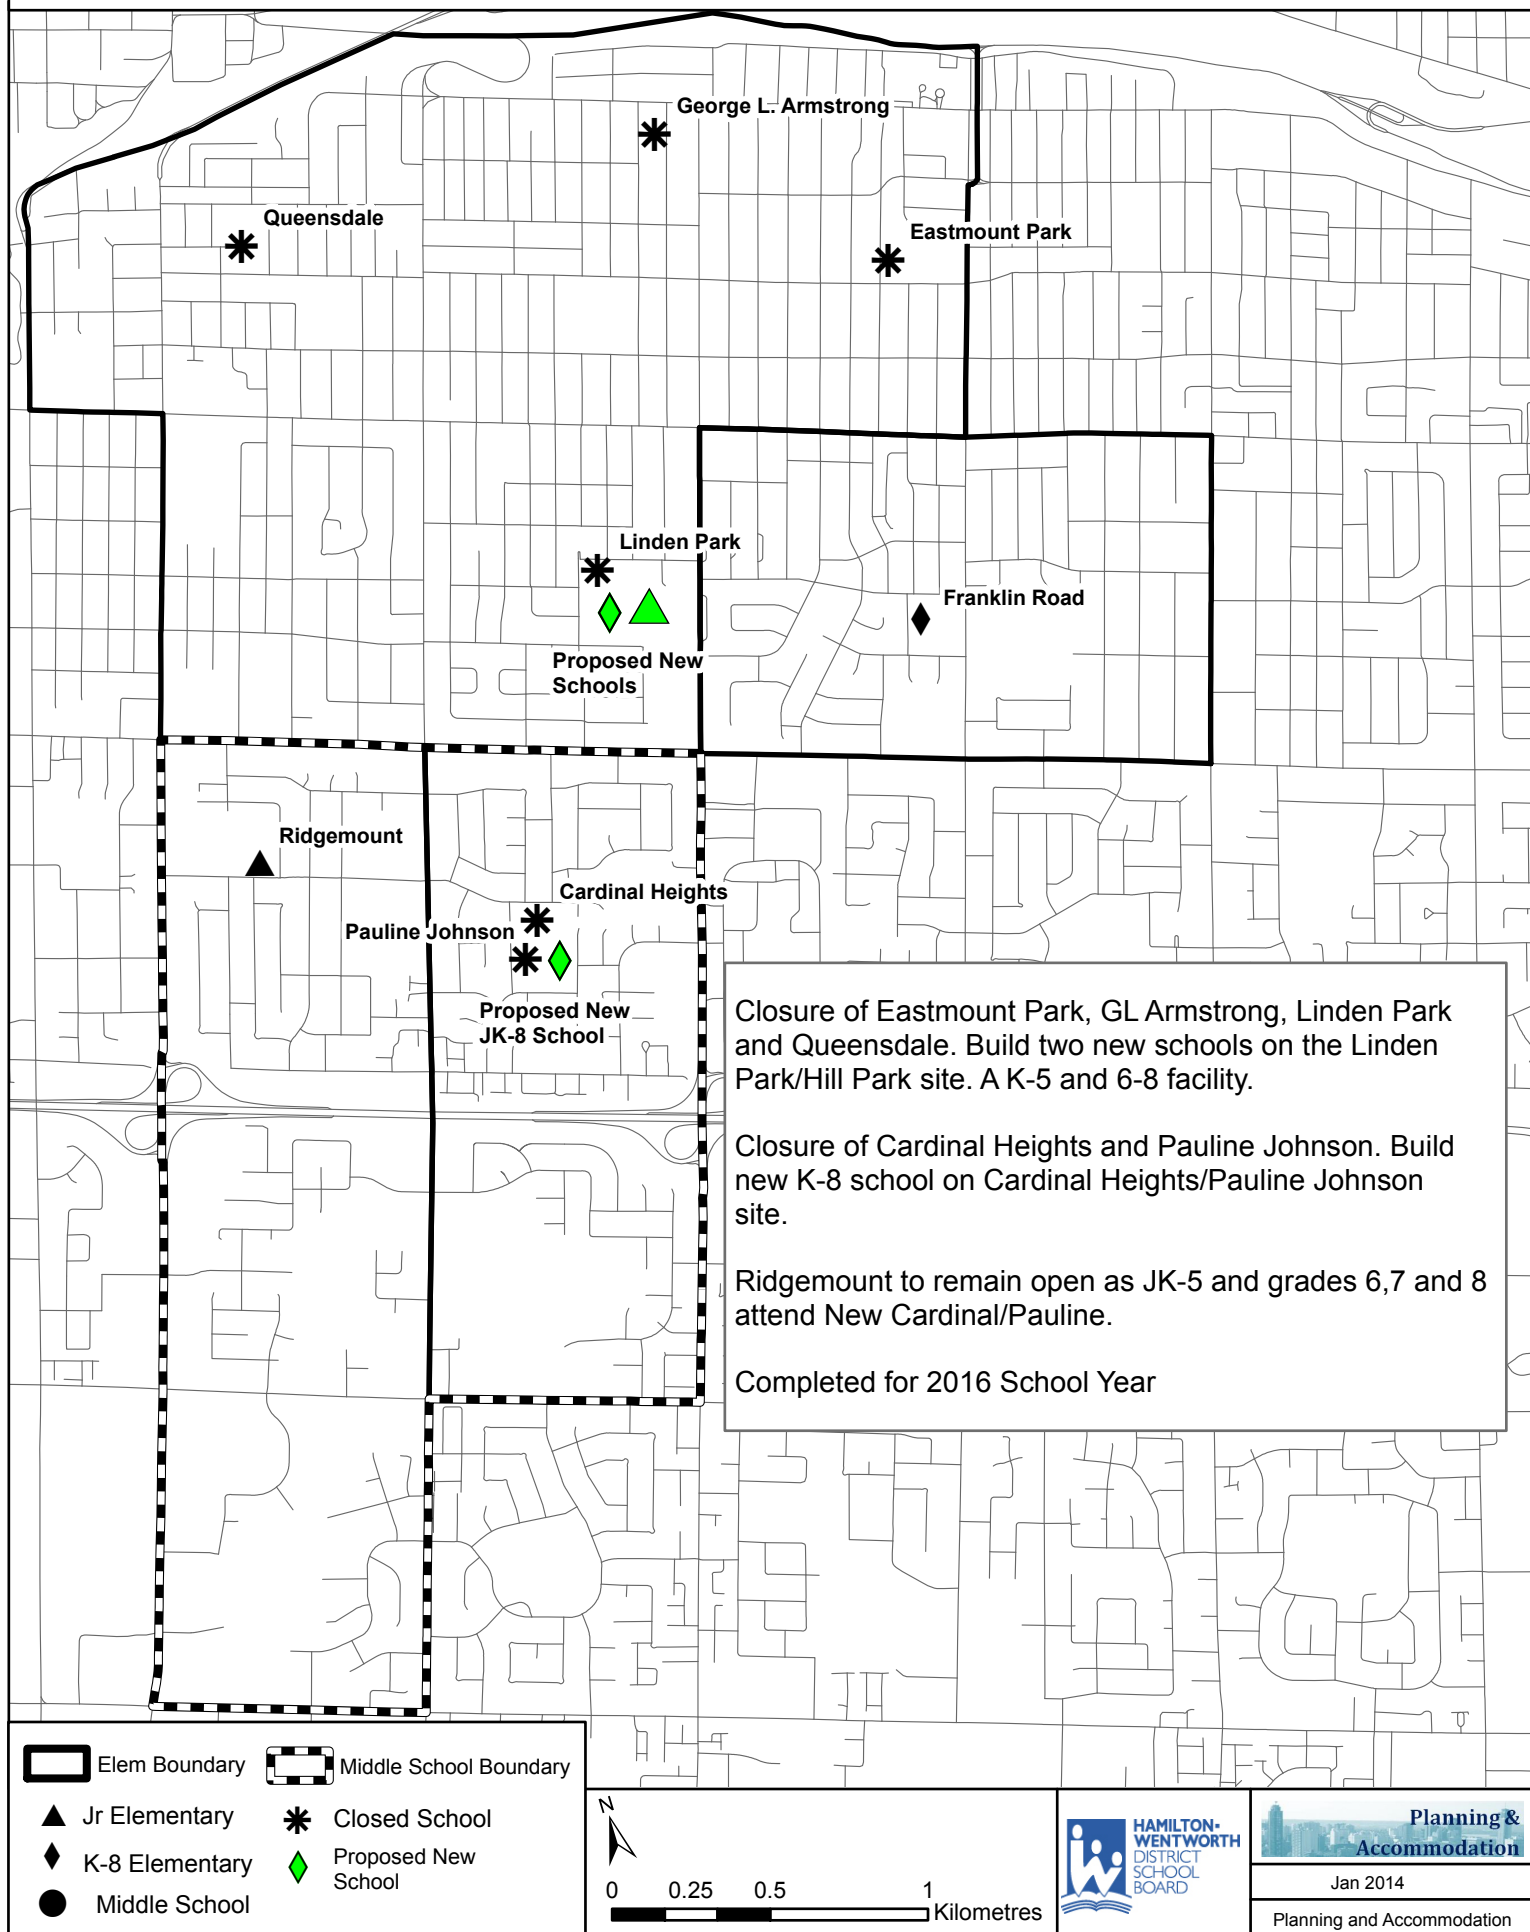 George L. Armstrong
Queensdale
Eastmount Park
Linden Park
Franklin Road
Proposed New
Schools
Ridgemount
Cardinal Heights
Pauline Johnson
Proposed New
JK-8 School
Closure of Eastmount Park, GL Armstrong, Linden Park
and Queensdale. Build two new schools on the Linden
Park/Hill Park site. A K-5 and 6-8 facility.
Closure of Cardinal Heights and Pauline Johnson. Build
new K-8 school on Cardinal Heights/Pauline Johnson
site.
Ridgemount to remain open as JK-5 and grades 6,7 and 8
attend New Cardinal/Pauline.
Completed for 2016 School Year
Elem Boundary
Middle School Boundary
Jr Elementary
Closed School
K-8 Elementary
Proposed New
School
Middle School
N
0 0.25 0.5 1
Kilometres
HAMILTON-
WENTWORTH
DISTRICT
SCHOOL
BOARD
Planning &
Accommodation
Jan 2014
Planning and Accommodation